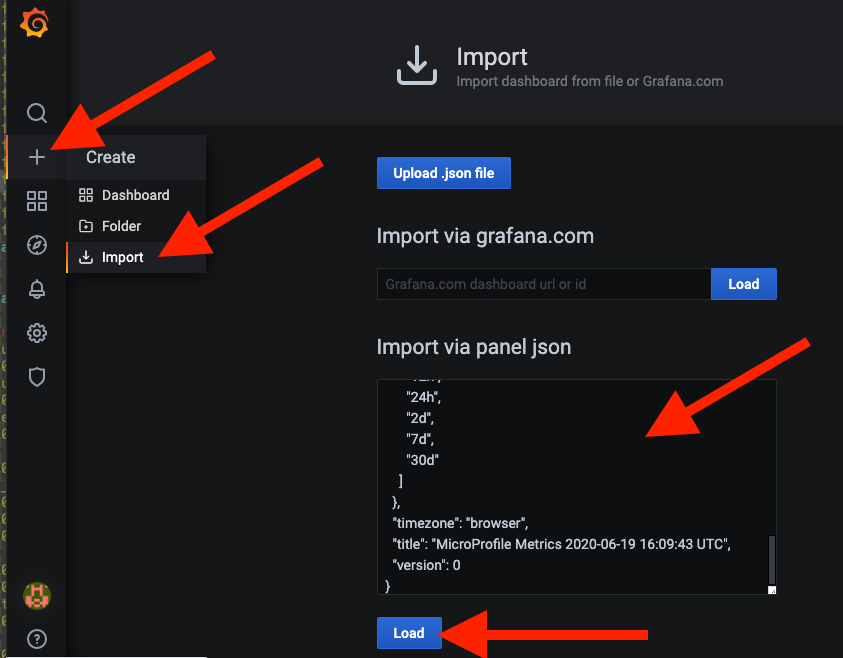 Import
Import dashboard from file or Grafana.com
Create
Dashboard
Folder
Import
Upload .json file
Import via grafana.com
Grafana.com dashboard url or id
Load
Import via panel json
"24h",
"2d",
"7d",
"30d"
]
},
"timezone": "browser",
"title": "MicroProfile Metrics 2020-06-19 16:09:43 UTC",
"version": 0
}
Load